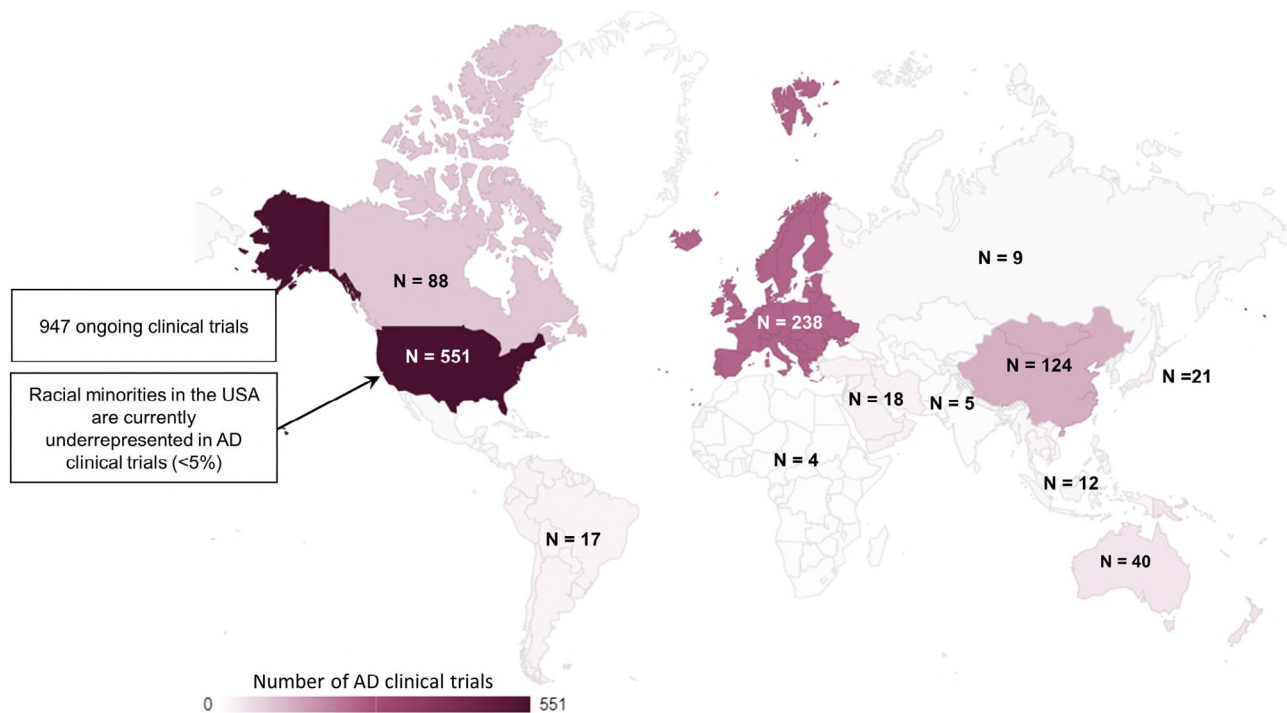 N = 9
N = 88
947 ongoing clinical trials
N = 238
N = 551
N = 124
N =21
Racial minorities in the USA
are currently
underrepresented in AD
clinical trials (<5%)
N = 18
N = 5
N = 4
N = 12
N = 17
N = 40
Number of AD clinical trials
0
551